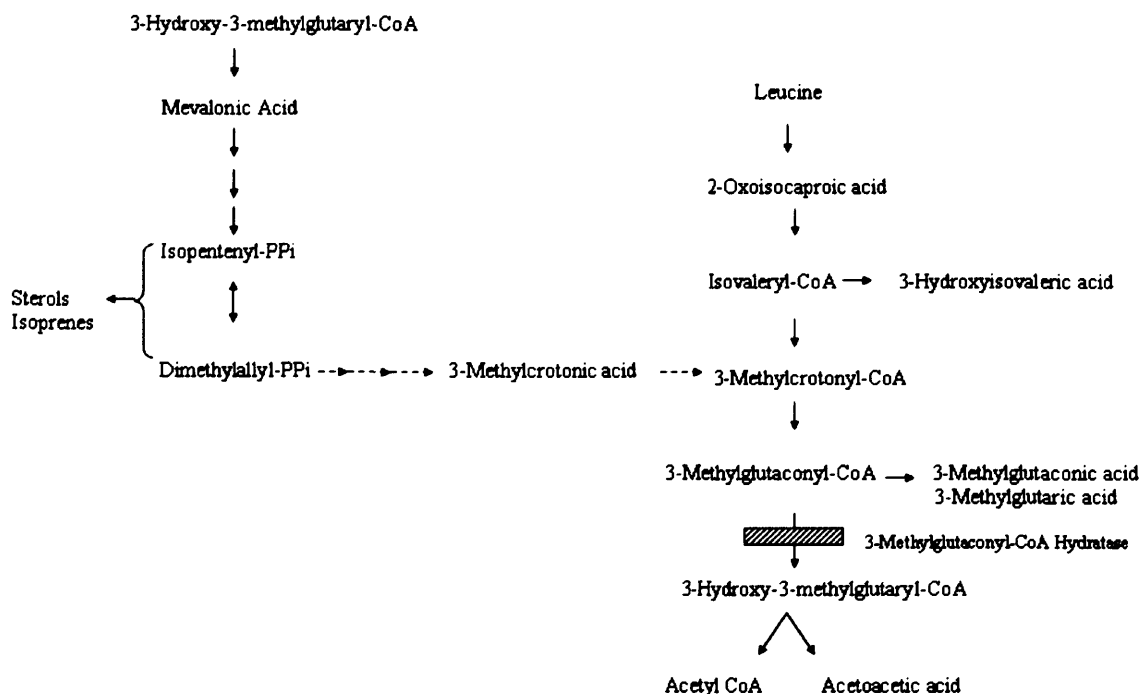 3-Hydroxy-3-methylglutaryl-CoA
Mevalonic Acid
Leucine
2-Oxoisocaproic acid
Isopentenyl-PPi
Isovaleryl-CoA
3-Hydroxyisovaleric acid
Sterols
Isoprenes
Dimethylallyl-PPi
3-Methylcrotonic acid
3-Methylcrotonyl-CoA
3-Methylglutaconyl-CoA
3-Methylglutaconic acid
3-Methylglutaric acid
3-Methylglutaconyl-CoA Hydratase
3-Hydroxy-3-methylglutaryl-CoA
Acetyl CoA
Acetoacetic acid